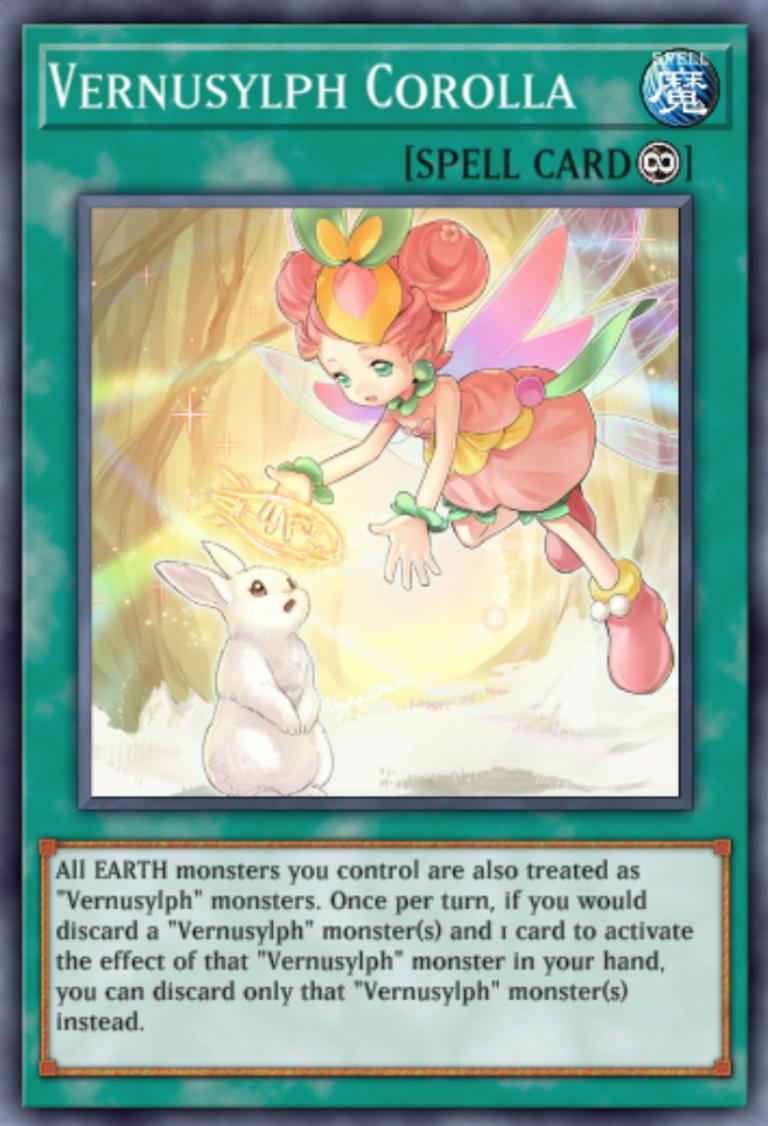 VERNUSYLPH COROLLA
SPELL
魔
[SPELL CARD∞]
All EARTH monsters you control are also treated as
"Vernusylph" monsters. Once per turn, if you would
discard a "Vernusylph" monster(s) and 1 card to activate
the effect of that "Vernusylph" monster in your hand,
you can discard only that "Vernusylph" monster(s)
instead.